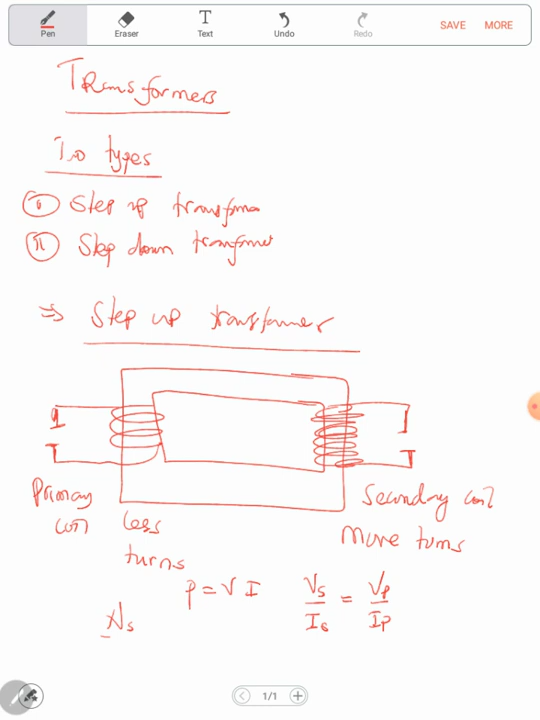 Pen Eraser Text Undo Redo SAVE MORE
Transformers
Two types
(i) Step up transformer
(ii) Step down transformer
⇒ Step up transformer
Primary coil
less turns
Secondary coil
More turns
P = V I
Vs/Is = Vp/Ip
Ns
1/1